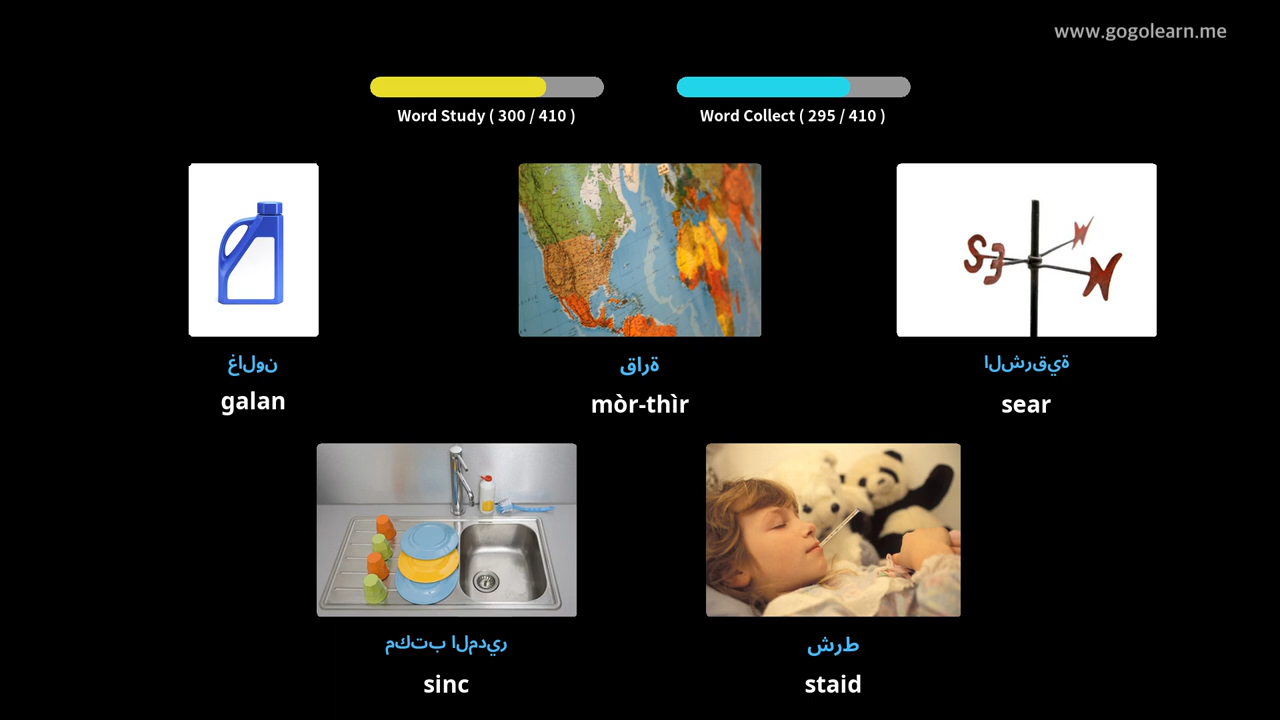 www.gogolearn.me
Word Study ( 300 / 410 )
Word Collect ( 295 / 410 )
غالون
قارة
الشرقية
galan
mòr-thìr
sear
مكتب المدير
شرط
sinc
staid